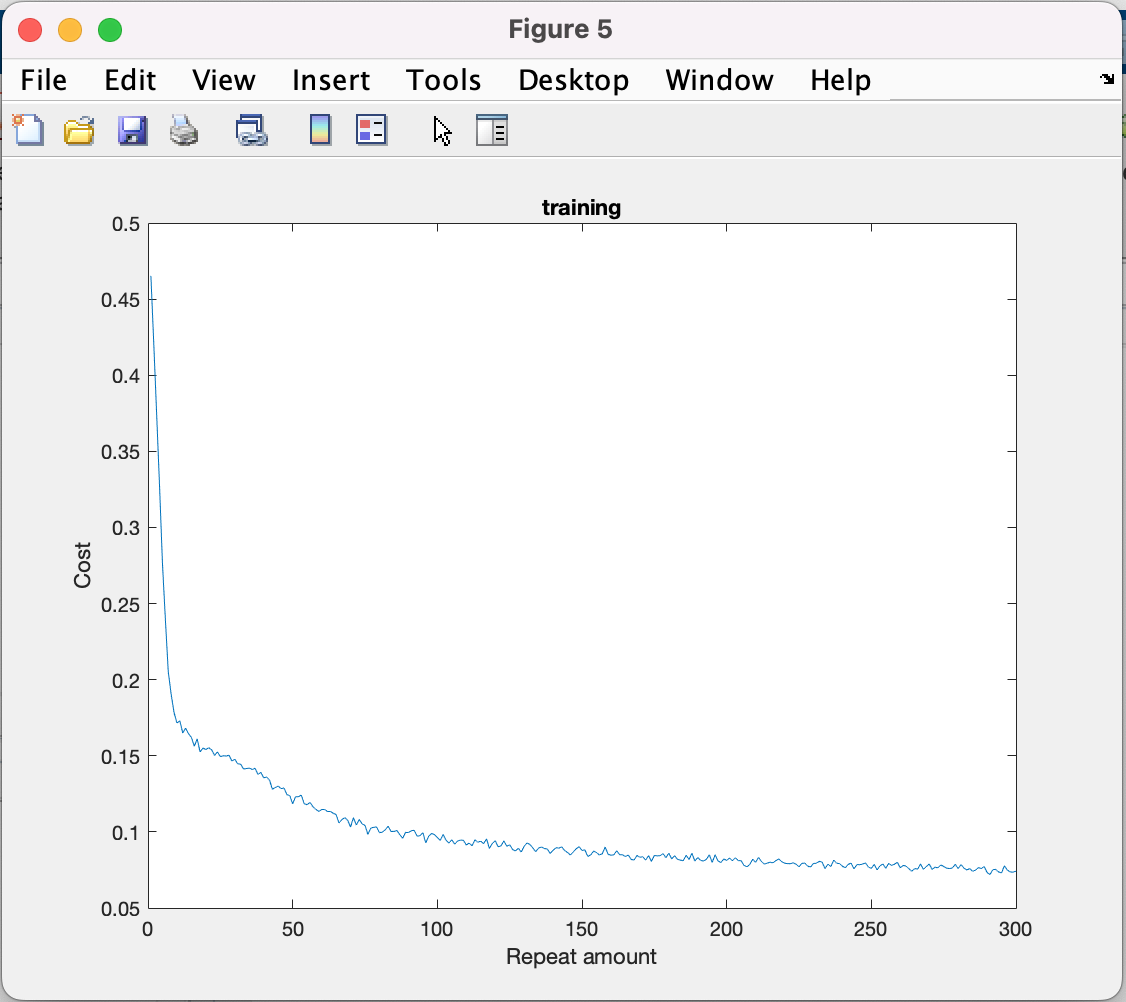 Figure 5
File Edit View Insert Tools Desktop Window Help
training
0.5
0.45
0.4
0.35
0.3
0.25
0.2
0.15
0.1
0.05
Cost
0 50 100 150 200 250 300
Repeat amount